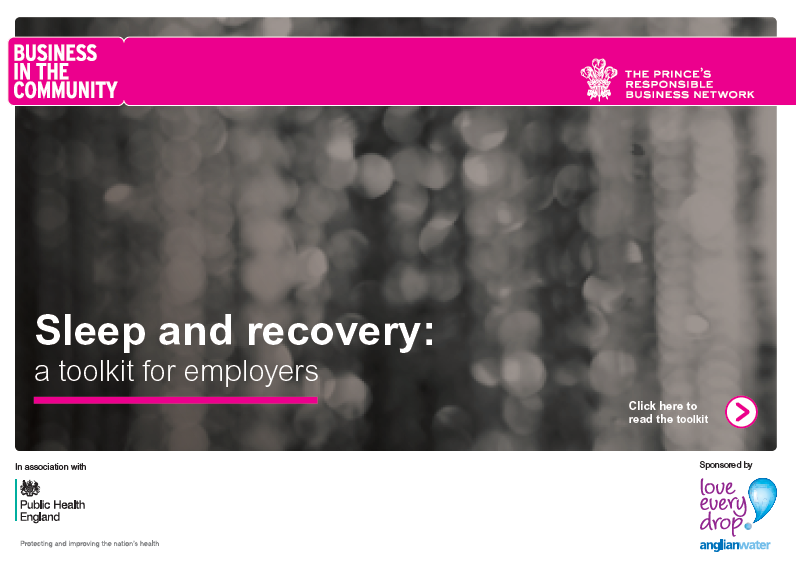 BUSINESS
IN THE
COMMUNITY
THE PRINCE'S
RESPONSIBLE
BUSINESS NETWORK
Sleep and recovery:
a toolkit for employers
Click here to
read the toolkit
In association with
Public Health
England
Protecting and improving the nation's health
Sponsored by
love
every
drop
anglianwater